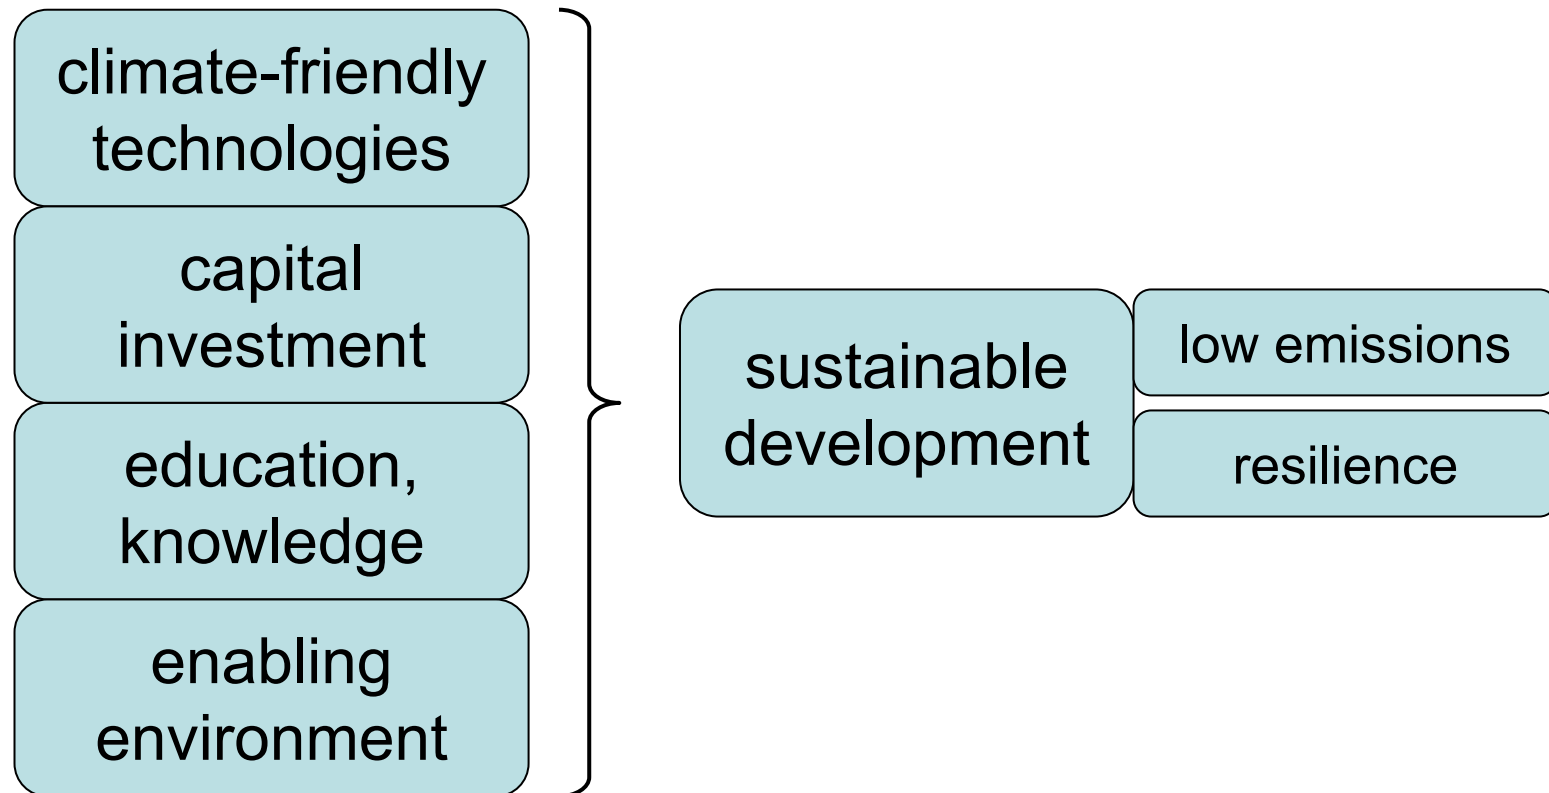 climate-friendly
technologies
capital
investment
education,
knowledge
enabling
environment
sustainable
development
low emissions
resilience